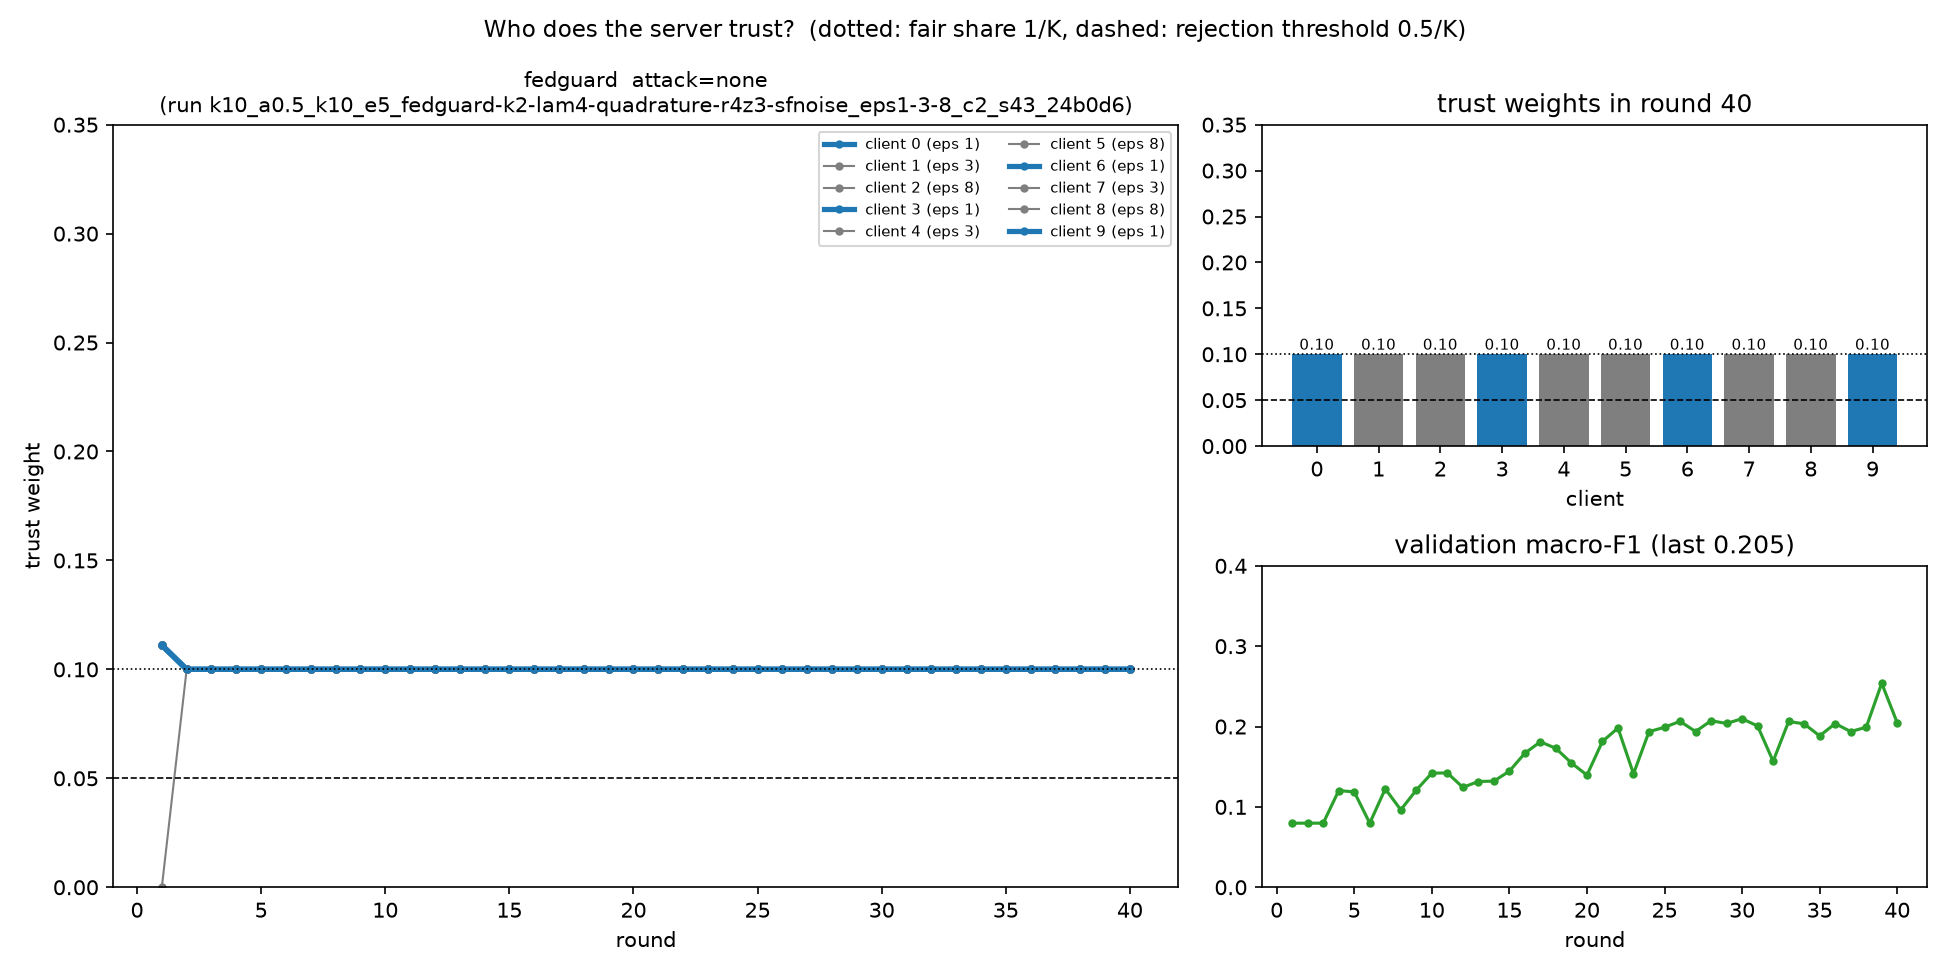 Who does the server trust?  (dotted: fair share 1/K, dashed: rejection threshold 0.5/K)
fedguard  attack=none
(run k10_a0.5_k10_e5_fedguard-k2-lam4-quadrature-r4z3-sfnoise_eps1-3-8_c2_s43_24b0d6)
0.35
0.30
0.25
0.20
0.15
0.10
0.05
0.00
trust weight
client 0 (eps 1)
client 1 (eps 3)
client 2 (eps 8)
client 3 (eps 1)
client 4 (eps 3)
client 5 (eps 8)
client 6 (eps 1)
client 7 (eps 3)
client 8 (eps 8)
client 9 (eps 1)
0 5 10 15 20 25 30 35 40
round
trust weights in round 40
0.35
0.30
0.25
0.20
0.15
0.10
0.05
0.00
0.10 0.10 0.10 0.10 0.10 0.10 0.10 0.10 0.10 0.10
0 1 2 3 4 5 6 7 8 9
client
validation macro-F1 (last 0.205)
0.4
0.3
0.2
0.1
0.0
0 5 10 15 20 25 30 35 40
round